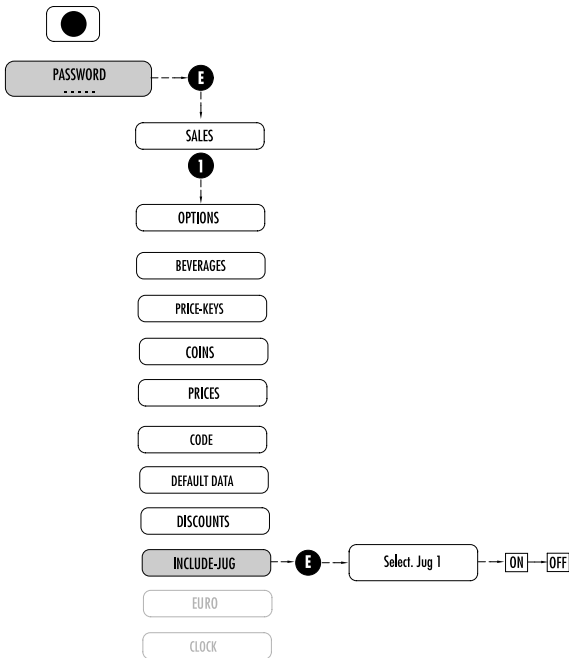 PASSWORD
- - - - -
E
SALES
1
OPTIONS
BEVERAGES
PRICE-KEYS
COINS
PRICES
CODE
DEFAULT DATA
DISCOUNTS
INCLUDE-JUG E Select. Jug 1 ON OFF
EURO
CLOCK